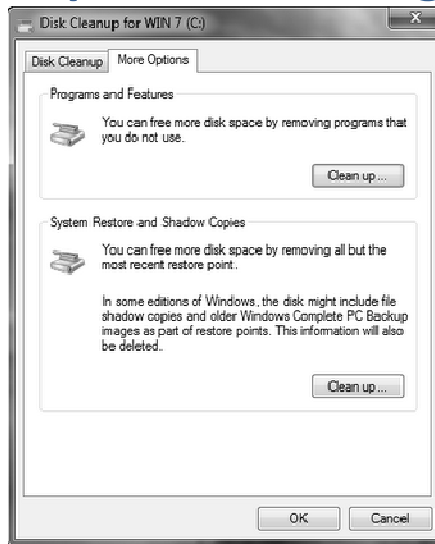 Disk Cleanup for WIN 7 (C:)
Disk Cleanup
More Options
Programs and Features
You can free more disk space by removing programs that
you do not use.
Clean up...
System Restore and Shadow Copies
You can free more disk space by removing all but the
most recent restore point.
In some editions of Windows, the disk might include file
shadow copies and older Windows Complete PC Backup
images as part of restore points. This information will also
be deleted.
Clean up...
OK
Cancel